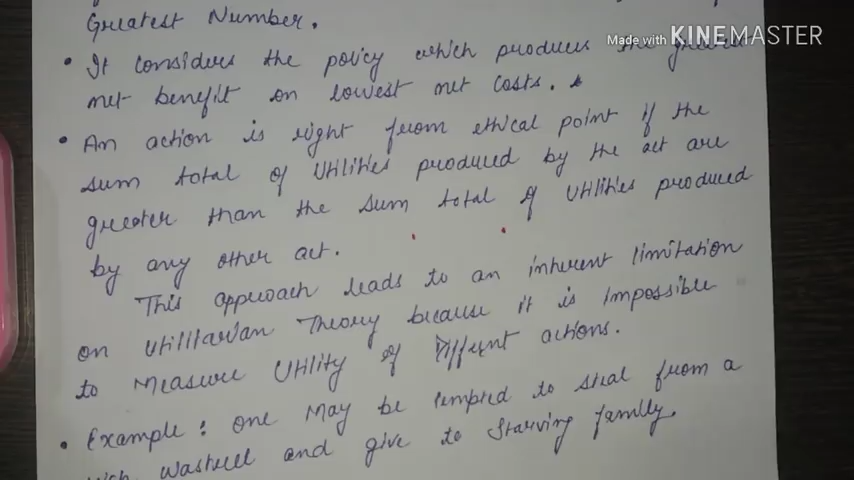 Greatest Number.
Made with KINEMASTER
• It considers the policy which produces the greatest
net benefit on lowest net costs.
• An action is right from ethical point if the
sum total of Utilities produced by the act are
greater than the sum total of Utilities produced
by any other act.
This approach leads to an inherent limitation
on utilitarian Theory because it is impossible
to Measure Utility of Different actions.
• Example : One May be tempted to steal from a
wastrel and give to Starving family.